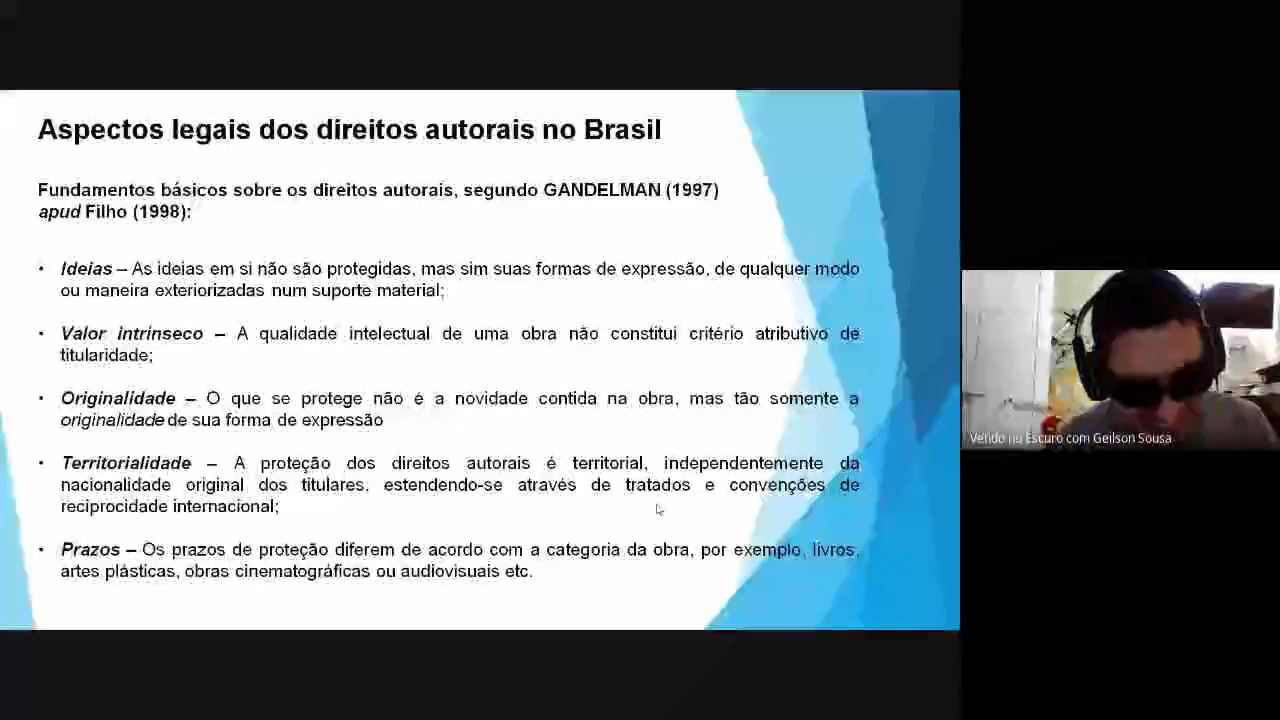 Aspectos legais dos direitos autorais no Brasil
Fundamentos básicos sobre os direitos autorais, segundo GANDELMAN (1997)
apud Filho (1998):
• Ideias – As ideias em si não são protegidas, mas sim suas formas de expressão, de qualquer modo
ou maneira exteriorizadas num suporte material;
• Valor intrínseco – A qualidade intelectual de uma obra não constitui critério atributivo de
titularidade;
• Originalidade – O que se protege não é a novidade contida na obra, mas tão somente a
originalidade de sua forma de expressão
• Territorialidade – A proteção dos direitos autorais é territorial, independentemente da
nacionalidade original dos titulares, estendendo-se através de tratados e convenções de
reciprocidade internacional;
• Prazos – Os prazos de proteção diferem de acordo com a categoria da obra, por exemplo, livros,
artes plásticas, obras cinematográficas ou audiovisuais etc.
Vendo no Escuro com Geilson Sousa